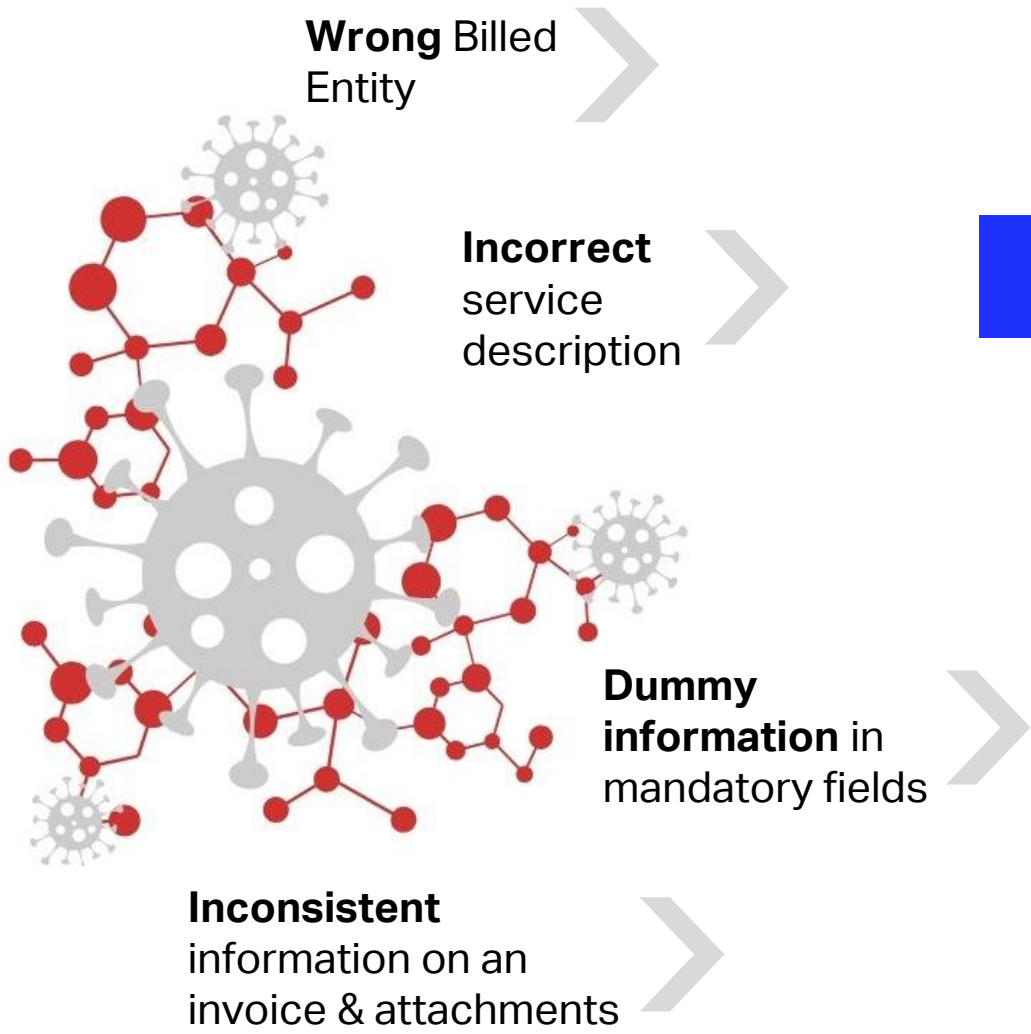 Wrong Billed
Entity
Incorrect
service
description
Dummy
information in
mandatory fields
Inconsistent
information on an
invoice & attachments